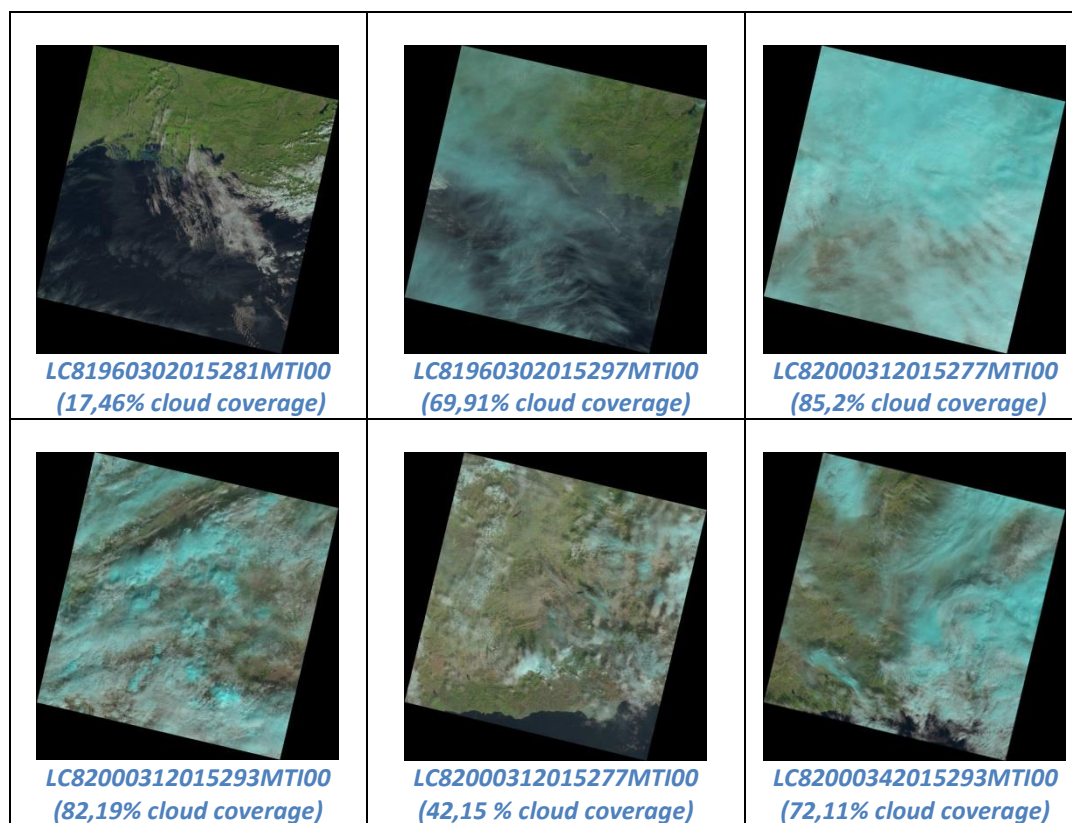 LC81960302015281MTI00
(17,46% cloud coverage)
LC81960302015297MTI00
(69,91% cloud coverage)
LC82000312015277MTI00
(85,2% cloud coverage)
LC82000312015293MTI00
(82,19% cloud coverage)
LC82000312015277MTI00
(42,15 % cloud coverage)
LC82000342015293MTI00
(72,11% cloud coverage)